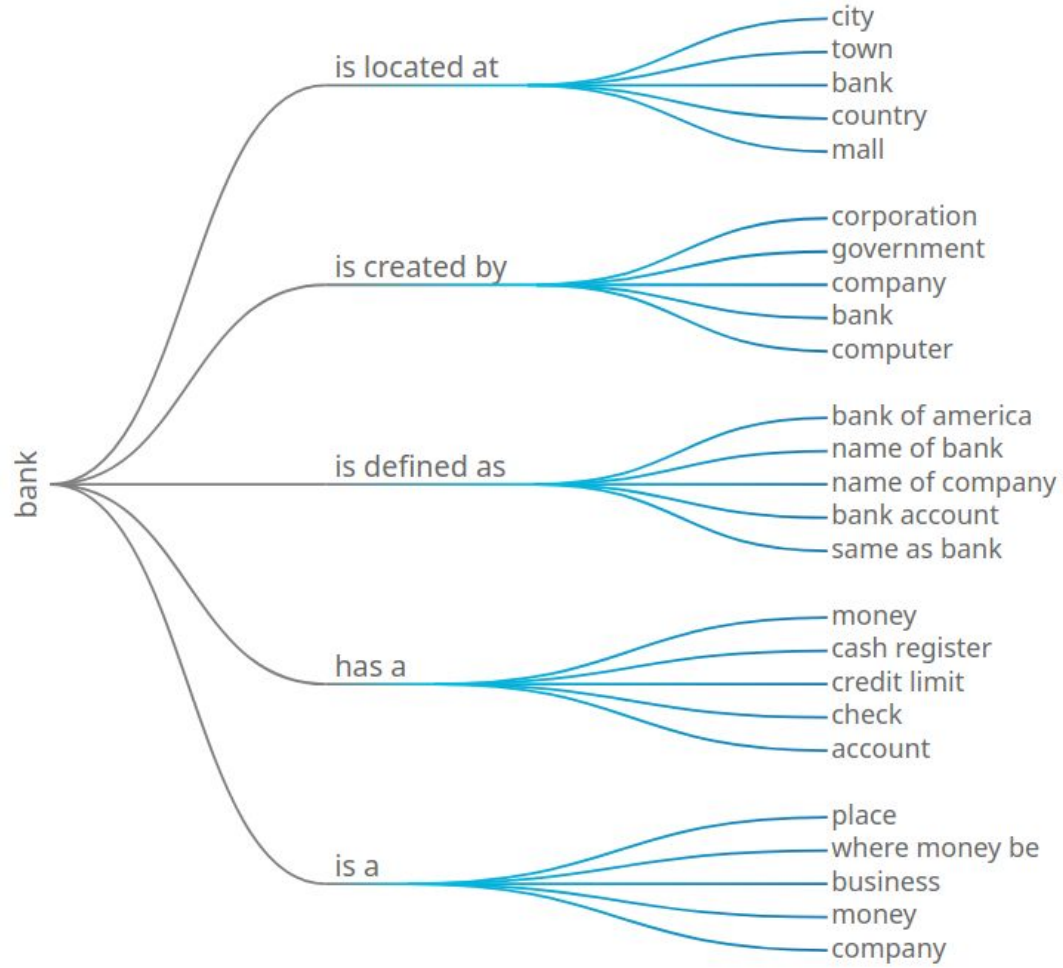 bank
is located at
city
town
bank
country
mall
is created by
corporation
government
company
bank
computer
is defined as
bank of america
name of bank
name of company
bank account
same as bank
has a
money
cash register
credit limit
check
account
is a
place
where money be
business
money
company